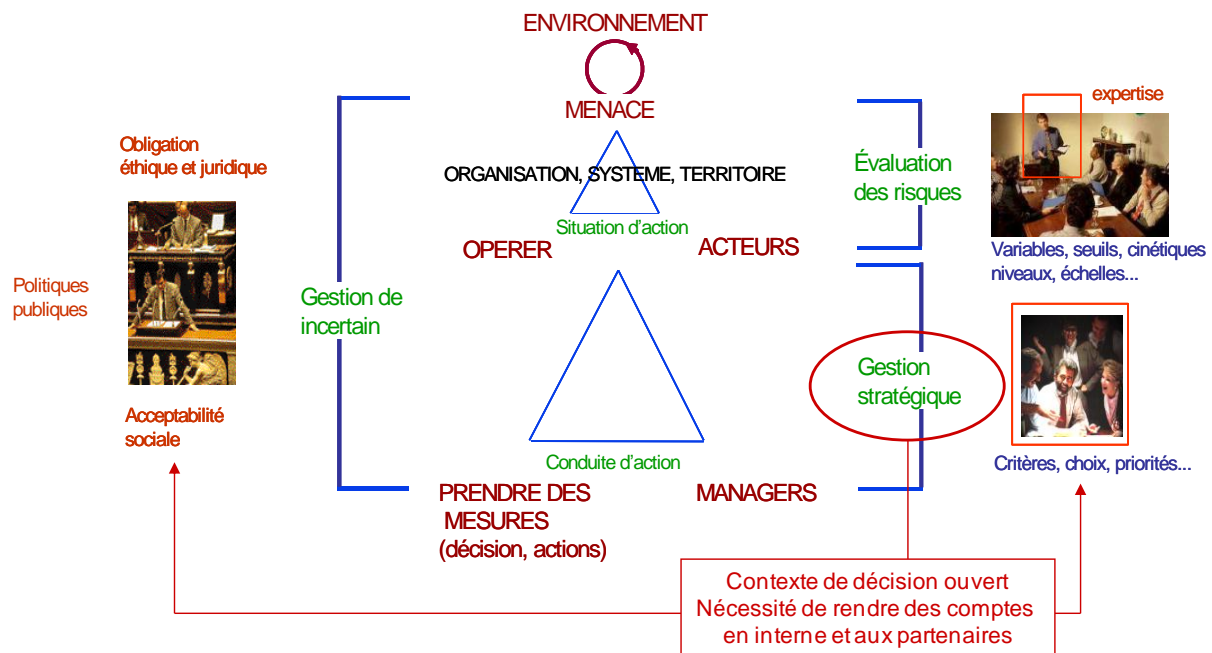 ENVIRONNEMENT
MENACE
expertise
Obligation
éthique et juridique
ORGANISATION, SYSTEME, TERRITOIRE
Évaluation
des risques
Situation d'action
OPERER
ACTEURS
Variables, seuils, cinétiques
niveaux, échelles...
Politiques
publiques
Gestion de
incertain
Gestion
stratégique
Acceptabilité
sociale
Conduite d'action
Critères, choix, priorités...
PRENDRE DES
MESURES
(décision, actions)
MANAGERS
Contexte de décision ouvert
Nécessité de rendre des comptes
en interne et aux partenaires